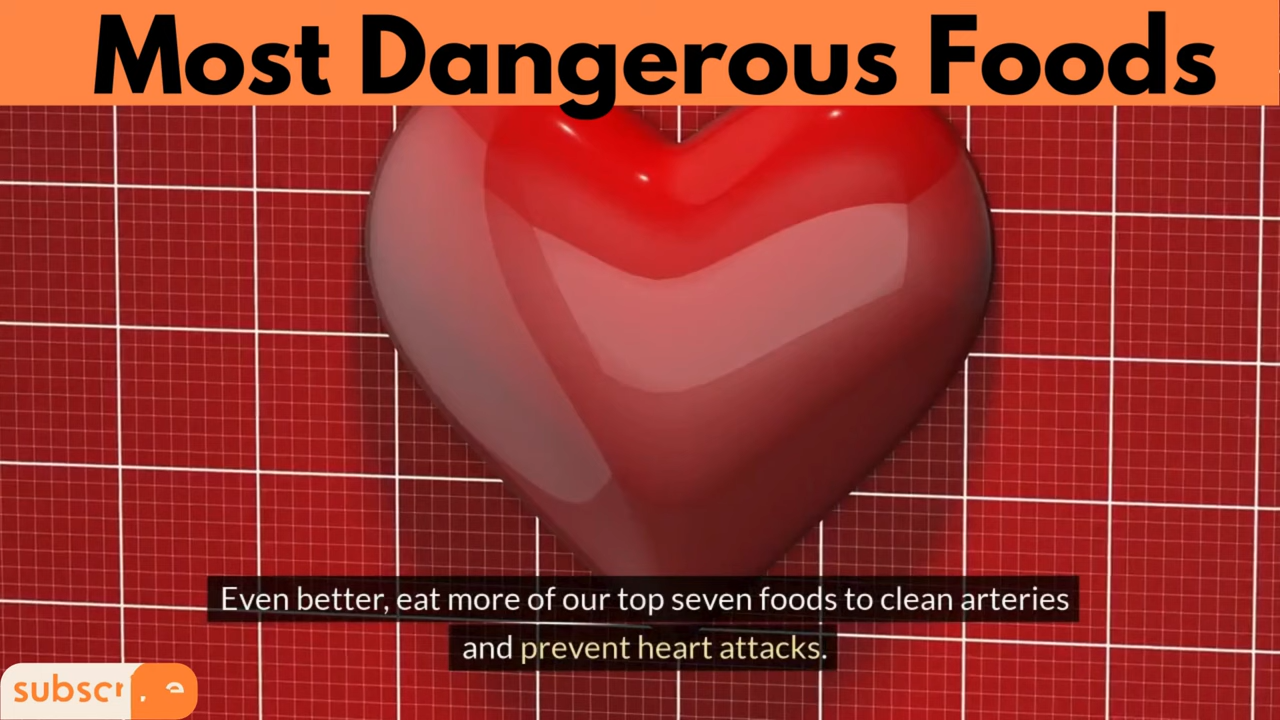 Most Dangerous Foods
Even better, eat more of our top seven foods to clean arteries
and prevent heart attacks.